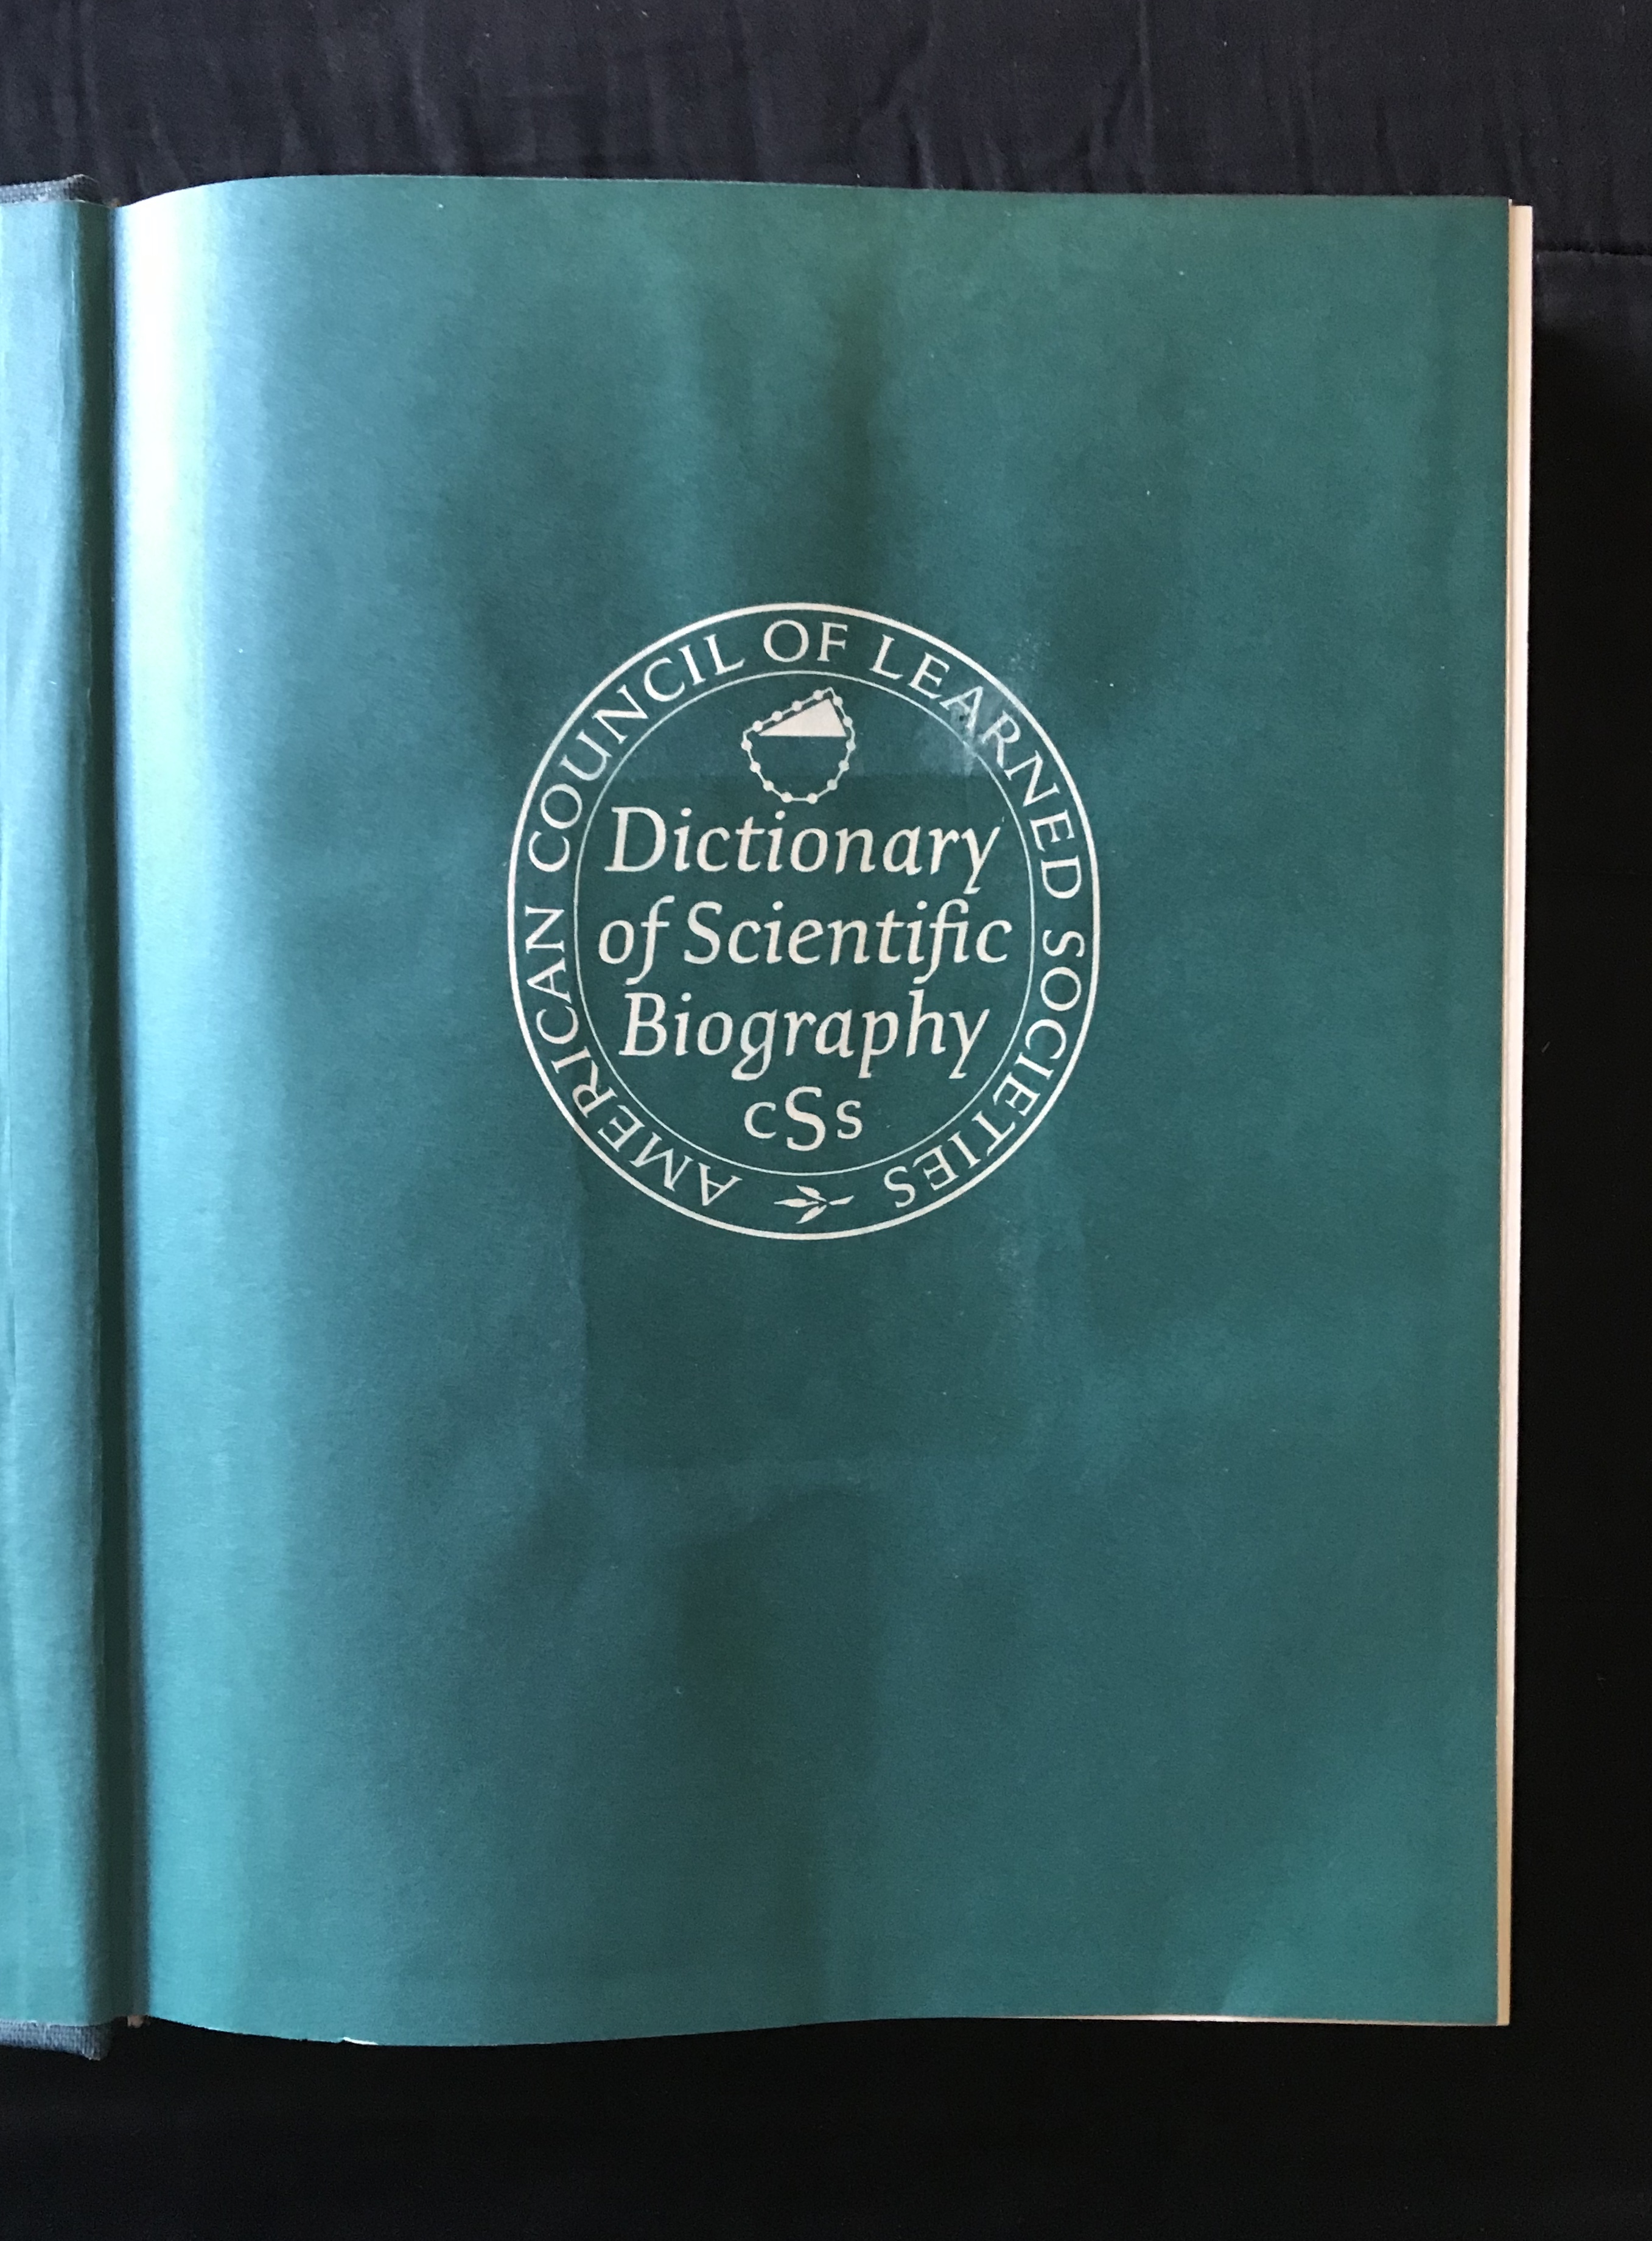 AMERICAN COUNCIL OF LEARNED SOCIETIES
Dictionary
of Scientific
Biography
cSs